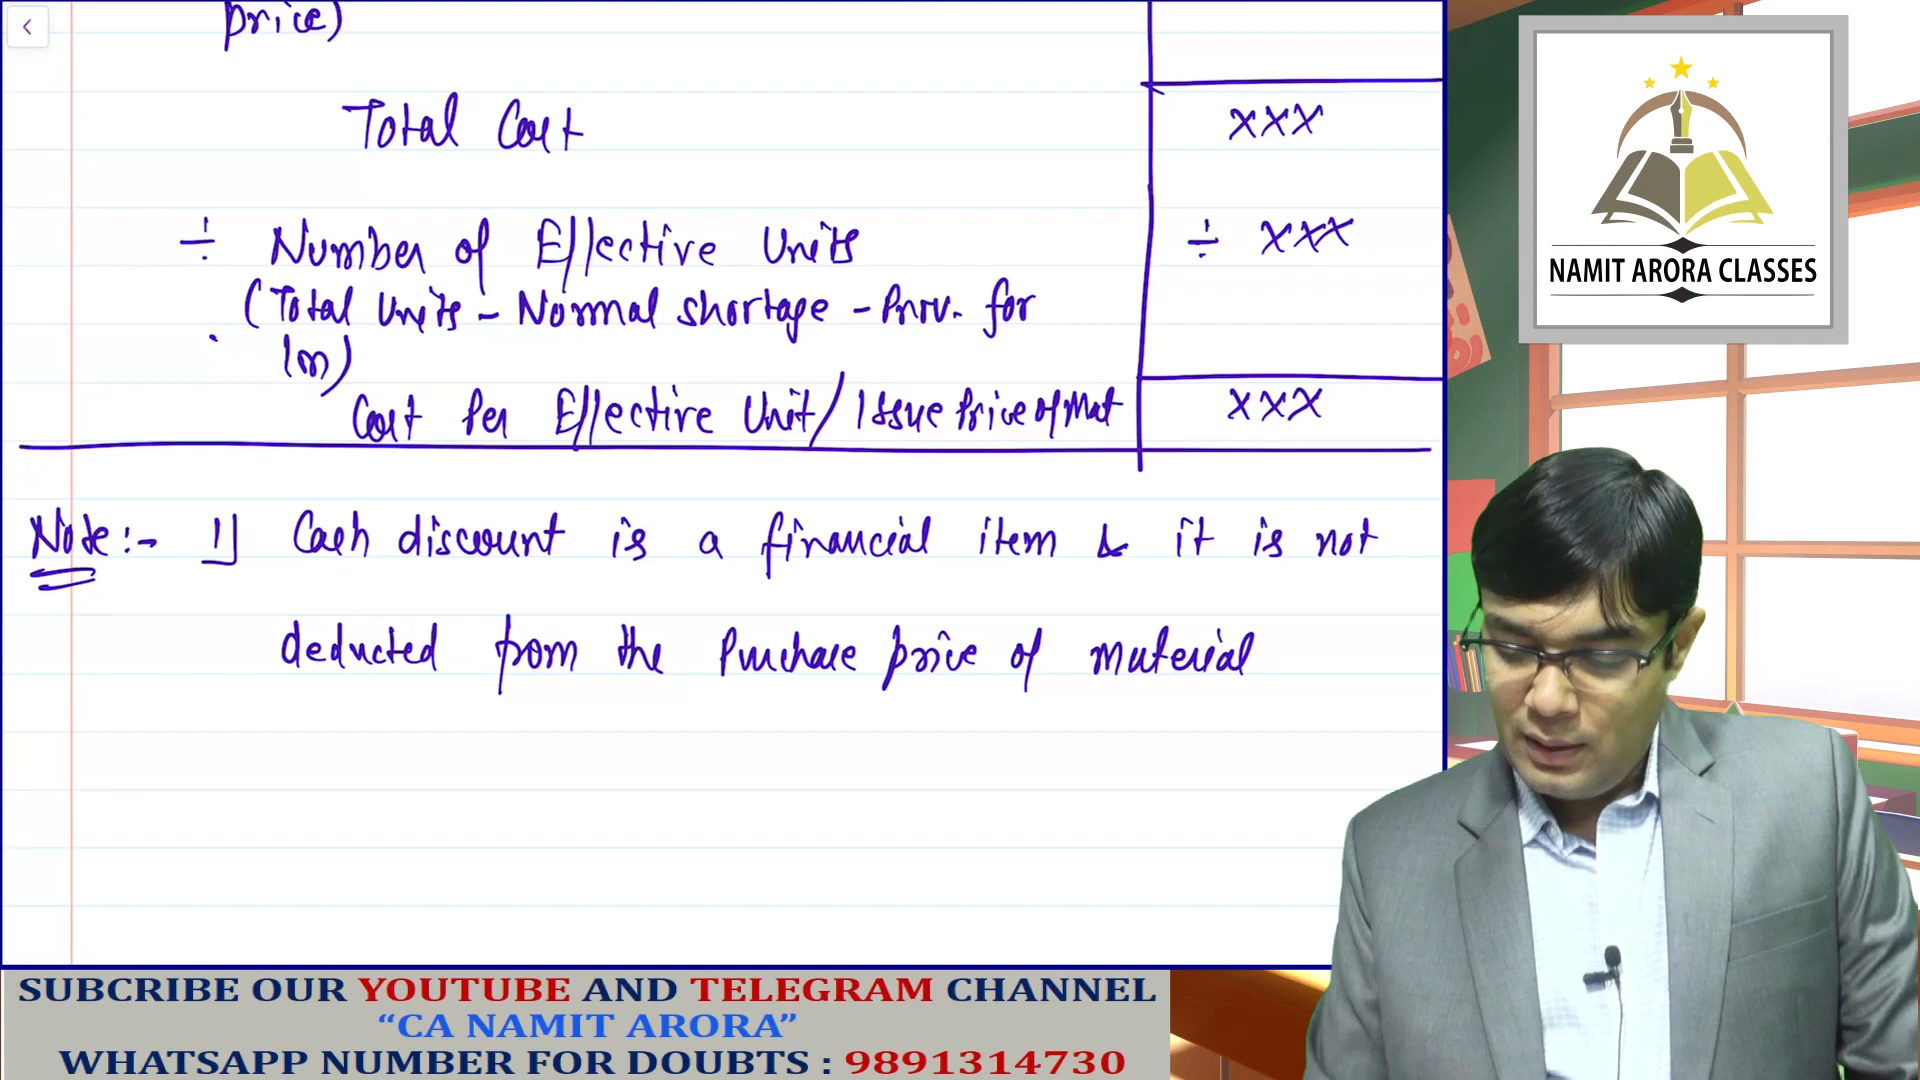 price)
Total Cost xxx
÷ Number of Effective Units ÷ xxx
(Total Units - Normal shortage - Prov. for
Cost Per Effective Unit/Issue Price of Mat xxx
Note:- 1] Cash discount is a financial item & it is not
deducted from the Purchase price of material
NAMIT ARORA CLASSES
SUBCRIBE OUR YOUTUBE AND TELEGRAM CHANNEL
“CA NAMIT ARORA”
WHATSAPP NUMBER FOR DOUBTS : 9891314730